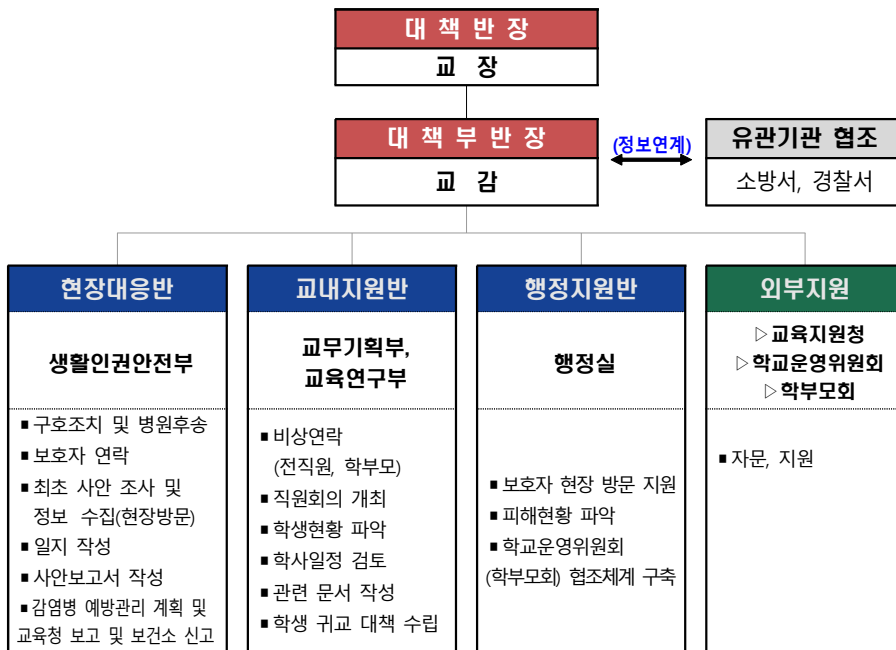 대 책 반 장
교 장
대 책 부 반 장
교 감
(정보연계)
유관기관 협조
소방서, 경찰서
현장대응반
생활인권안전부
■ 구호조치 및 병원후송
■ 보호자 연락
■ 최초 사안 조사 및
정보 수집(현장방문)
■ 일지 작성
■ 사안보고서 작성
■ 감염병 예방관리 계획 및
교육청 보고 및 보건소 신고
교내지원반
교무기획부,
교육연구부
■ 비상연락
(전직원, 학부모)
■ 직원회의 개최
■ 학생현황 파악
■ 학사일정 검토
■ 관련 문서 작성
■ 학생 귀교 대책 수립
행정지원반
행정실
■ 보호자 현장 방문 지원
■ 피해현황 파악
■ 학교운영위원회
(학부모회) 협조체계 구축
외부지원
▷교육지원청
▷학교운영위원회
▷학부모회
■ 자문, 지원